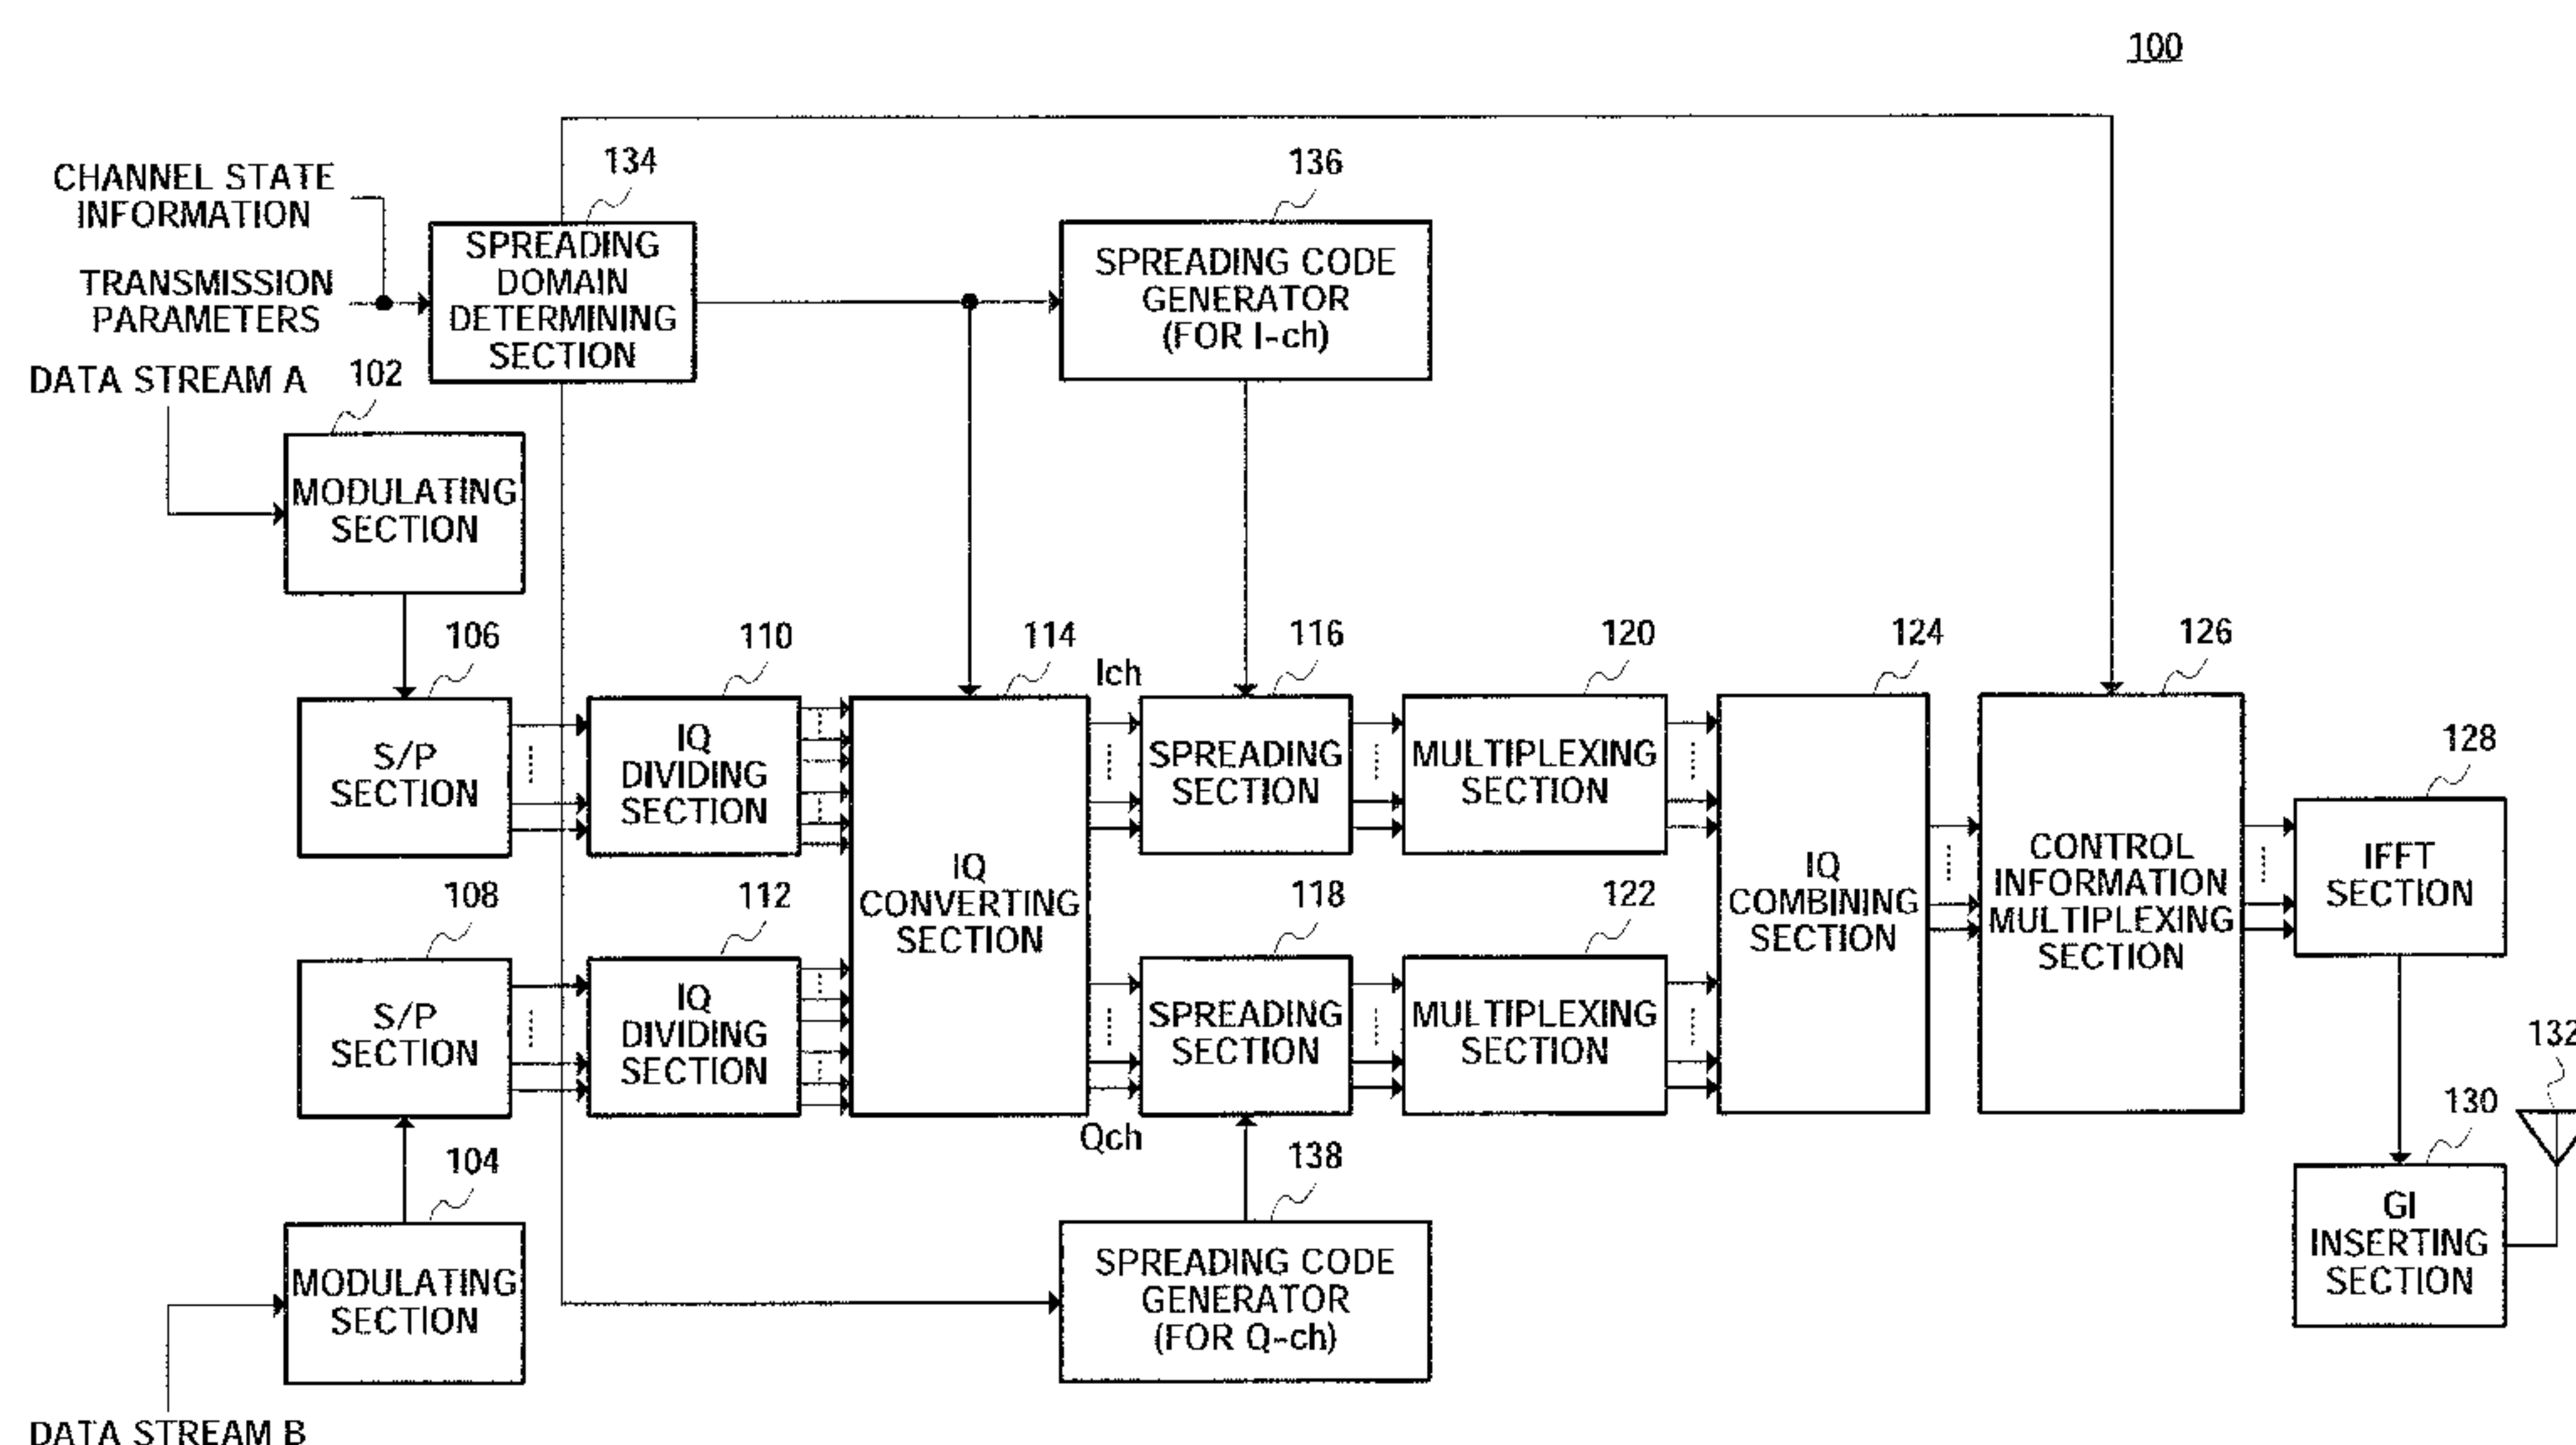 100
CHANNEL STATE
INFORMATION
TRANSMISSION
PARAMETERS
134
SPREADING
DOMAIN
DETERMINING
SECTION
136
SPREADING CODE
GENERATOR
(FOR I-ch)
DATA STREAM A
102
MODULATING
SECTION
106
S/P
SECTION
110
IQ
DIVIDING
SECTION
114
IQ
CONVERTING
SECTION
Ich
116
SPREADING
SECTION
120
MULTIPLEXING
SECTION
124
IQ
COMBINING
SECTION
126
CONTROL
INFORMATION
MULTIPLEXING
SECTION
128
IFFT
SECTION
108
S/P
SECTION
112
IQ
DIVIDING
SECTION
Qch
118
SPREADING
SECTION
122
MULTIPLEXING
SECTION
130
GI
INSERTING
SECTION
132
104
MODULATING
SECTION
138
SPREADING CODE
GENERATOR
(FOR Q-ch)
DATA STREAM B